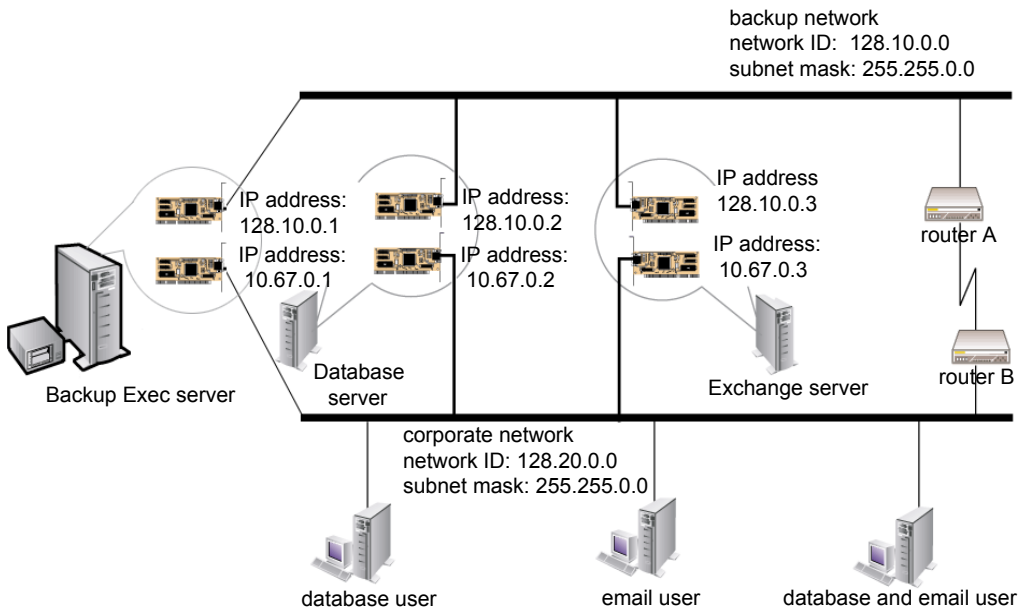 backup network
network ID: 128.10.0.0
subnet mask: 255.255.0.0
IP address:
128.10.0.1
IP address:
10.67.0.1
IP address:
128.10.0.2
IP address:
10.67.0.2
IP address
128.10.0.3
IP address:
10.67.0.3
router A
router B
Backup Exec server
Database
server
Exchange server
corporate network
network ID: 128.20.0.0
subnet mask: 255.255.0.0
database user
email user
database and email user